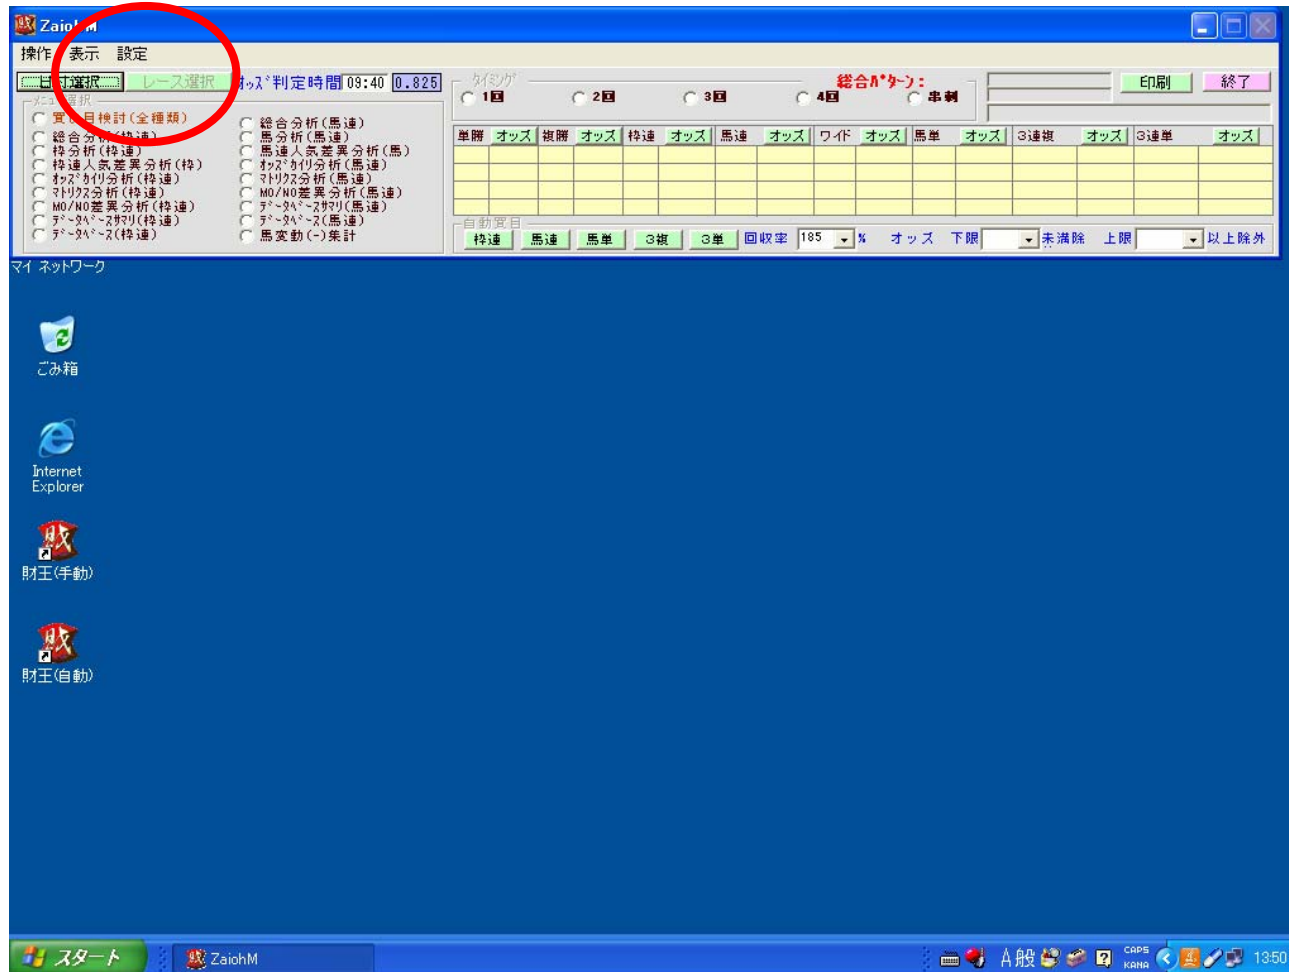 ZaiohM
操作 表示 設定
日付選択 レース選択 ｵｯｽﾞ判定時間 09:40 0.825
ﾀｲﾐﾝｸﾞ 総合ﾊﾟﾀｰﾝ: 印刷 終了
1回 2回 3回 4回 串刺
ﾒﾆｭｰ選択
買い目検討(全種類)
総合分析(枠連)
枠分析(枠連)
枠連人気差異分析(枠)
ｵｯｽﾞｶｲﾘ分析(枠連)
ﾏﾄﾘｸｽ分析(枠連)
MO/NO差異分析(枠連)
ﾃﾞｰﾀﾍﾞｰｽｻﾏﾘ(枠連)
ﾃﾞｰﾀﾍﾞｰｽ(枠連)
総合分析(馬連)
馬分析(馬連)
馬連人気差異分析(馬)
ｵｯｽﾞｶｲﾘ分析(馬連)
ﾏﾄﾘｸｽ分析(馬連)
MO/NO差異分析(馬連)
ﾃﾞｰﾀﾍﾞｰｽｻﾏﾘ(馬連)
ﾃﾞｰﾀﾍﾞｰｽ(馬連)
馬変動(-)集計
単勝 オッズ 複勝 オッズ 枠連 オッズ 馬連 オッズ ワイド オッズ 馬単 オッズ 3連複 オッズ 3連単 オッズ
自動買目
枠連 馬連 馬単 3複 3単 回収率 185 % オッズ 下限 未満除 上限 以上除外
マイ ネットワーク
ごみ箱
Internet
Explorer
財王(手動)
財王(自動)
スタート ZaiohM A般 CAPS KANA 13:50